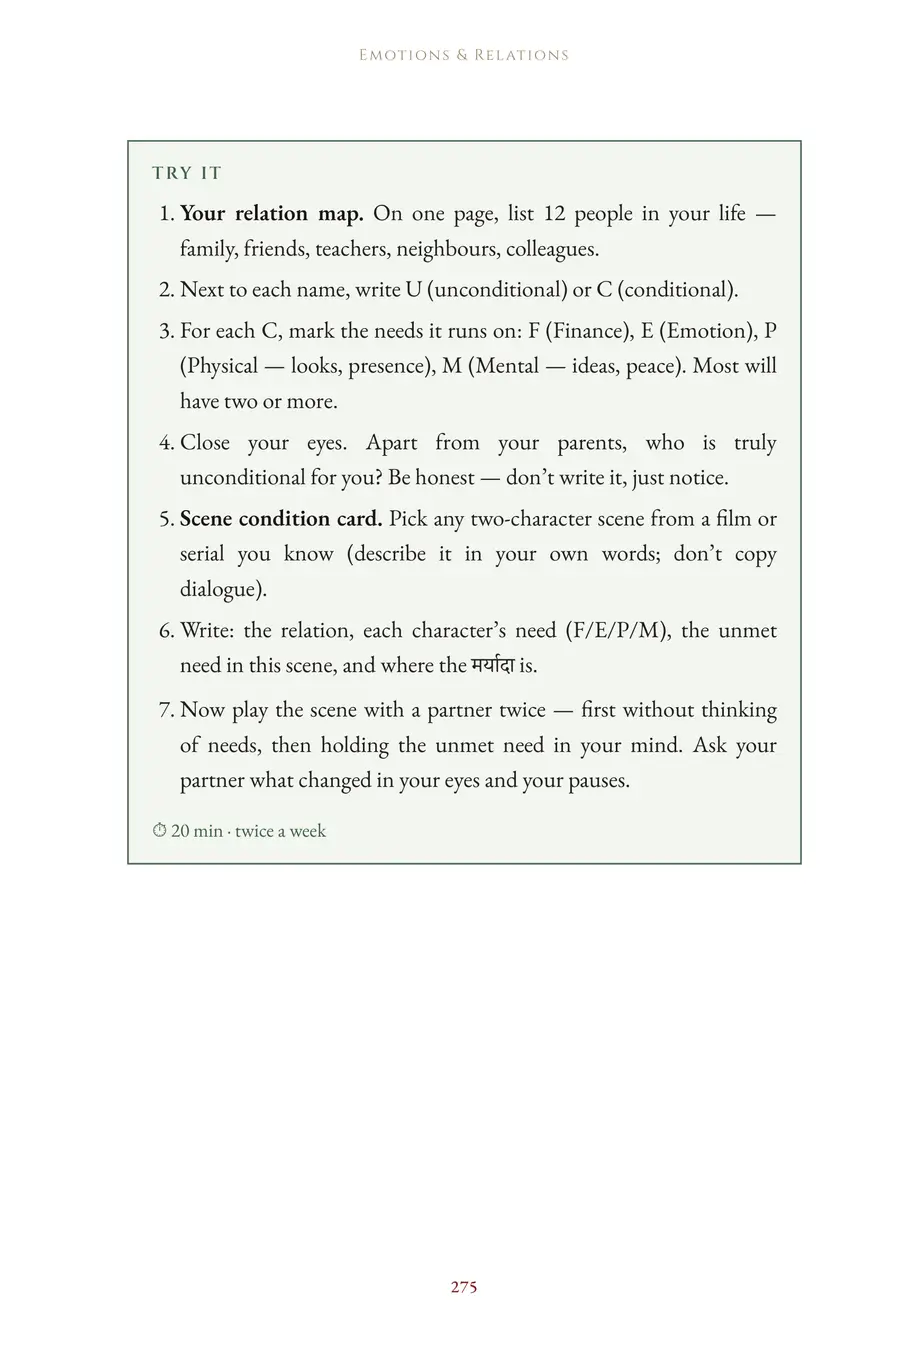 EMOTIONS & RELATIONS
TRY IT
1. Your relation map. On one page, list 12 people in your life —
family, friends, teachers, neighbours, colleagues.
2. Next to each name, write U (unconditional) or C (conditional).
3. For each C, mark the needs it runs on: F (Finance), E (Emotion), P
(Physical — looks, presence), M (Mental — ideas, peace). Most will
have two or more.
4. Close your eyes. Apart from your parents, who is truly
unconditional for you? Be honest — don’t write it, just notice.
5. Scene condition card. Pick any two-character scene from a film or
serial you know (describe it in your own words; don’t copy
dialogue).
6. Write: the relation, each character’s need (F/E/P/M), the unmet
need in this scene, and where the मर्यादा is.
7. Now play the scene with a partner twice — first without thinking
of needs, then holding the unmet need in your mind. Ask your
partner what changed in your eyes and your pauses.
⏱ 20 min · twice a week
275